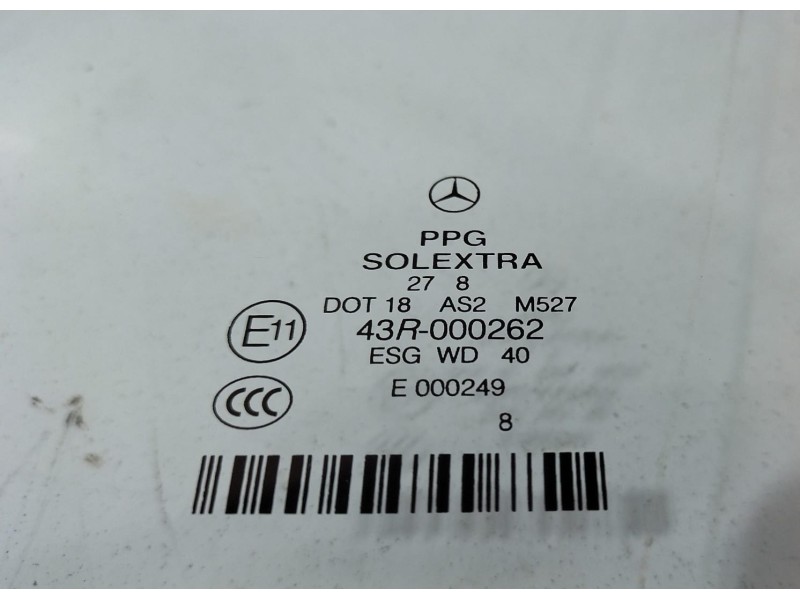 PPG
SOLEXTRA
27 8
DOT 18 AS2 M527
E11 43R-000262
ESG WD 40
CCC E 000249
8